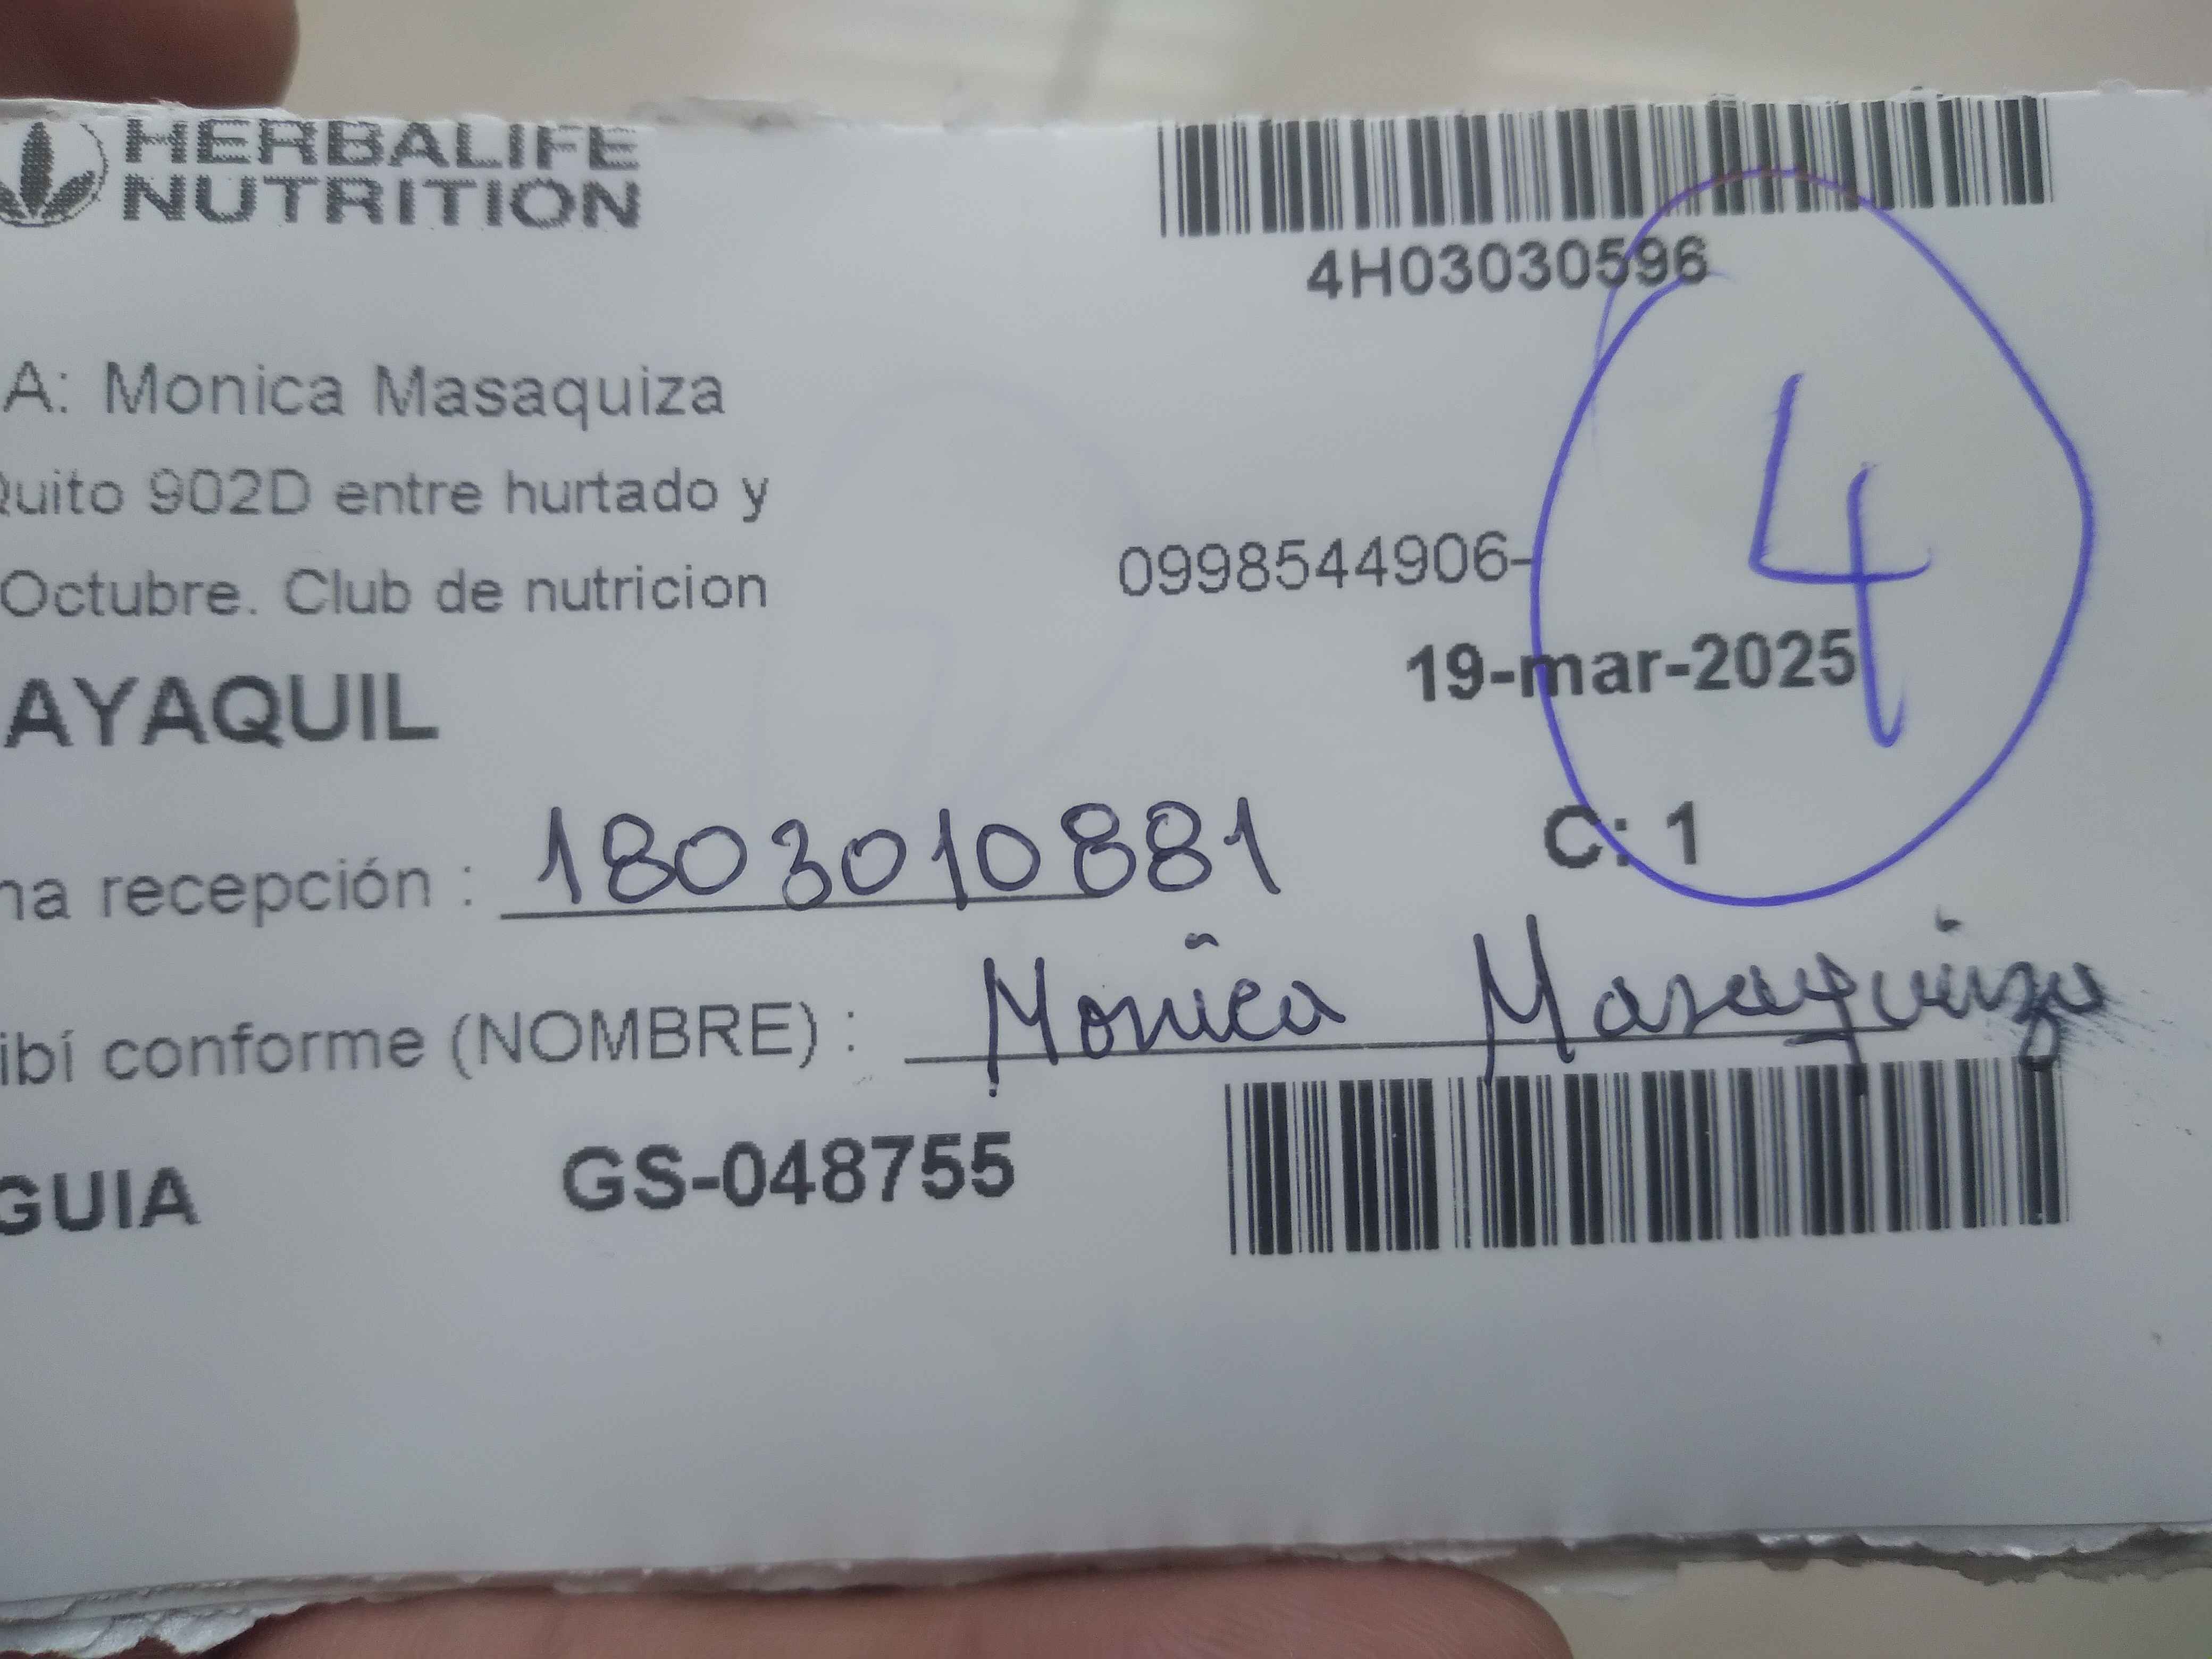 HERBALIFE
NUTRITION
4H03030596
A: Monica Masaquiza
Quito 902D entre hurtado y
0998544906-
Octubre. Club de nutricion
4
19-mar-2025
AYAQUIL
C: 1
na recepción : 1803010881
ibí conforme (NOMBRE) : Monica Masaquiza
GUIA GS-048755